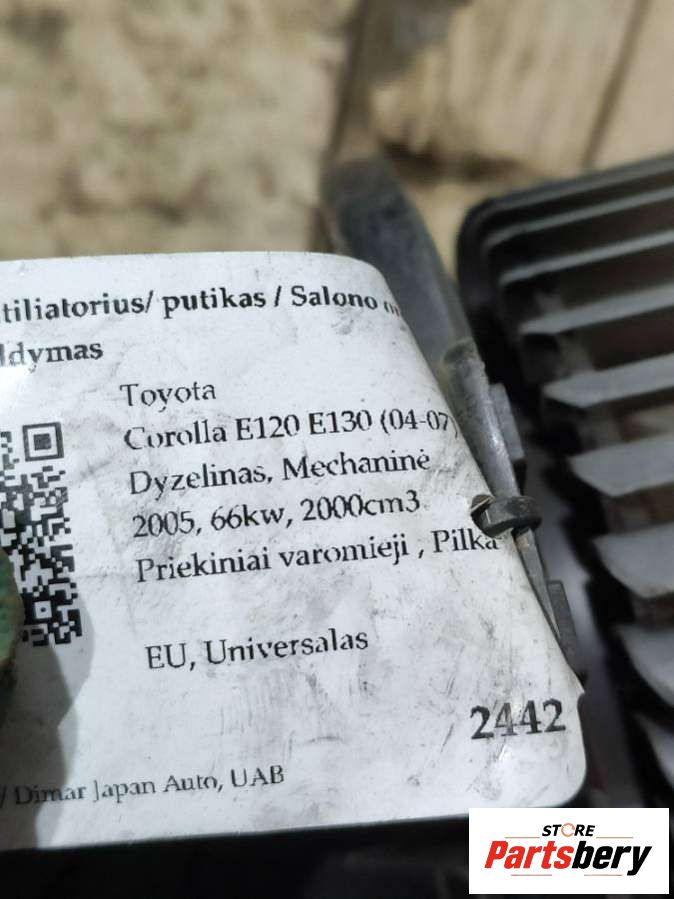 tiliatorius/ putikas / Salono
ldymas
Toyota
Corolla E120 E130 (04-07)
Dyzelinas, Mechaninė
2005, 66kw, 2000cm3
Priekiniai varomieji , Pilka
EU, Universalas
2442
/ Dimar Japan Auto, UAB
STORE
Partsbery